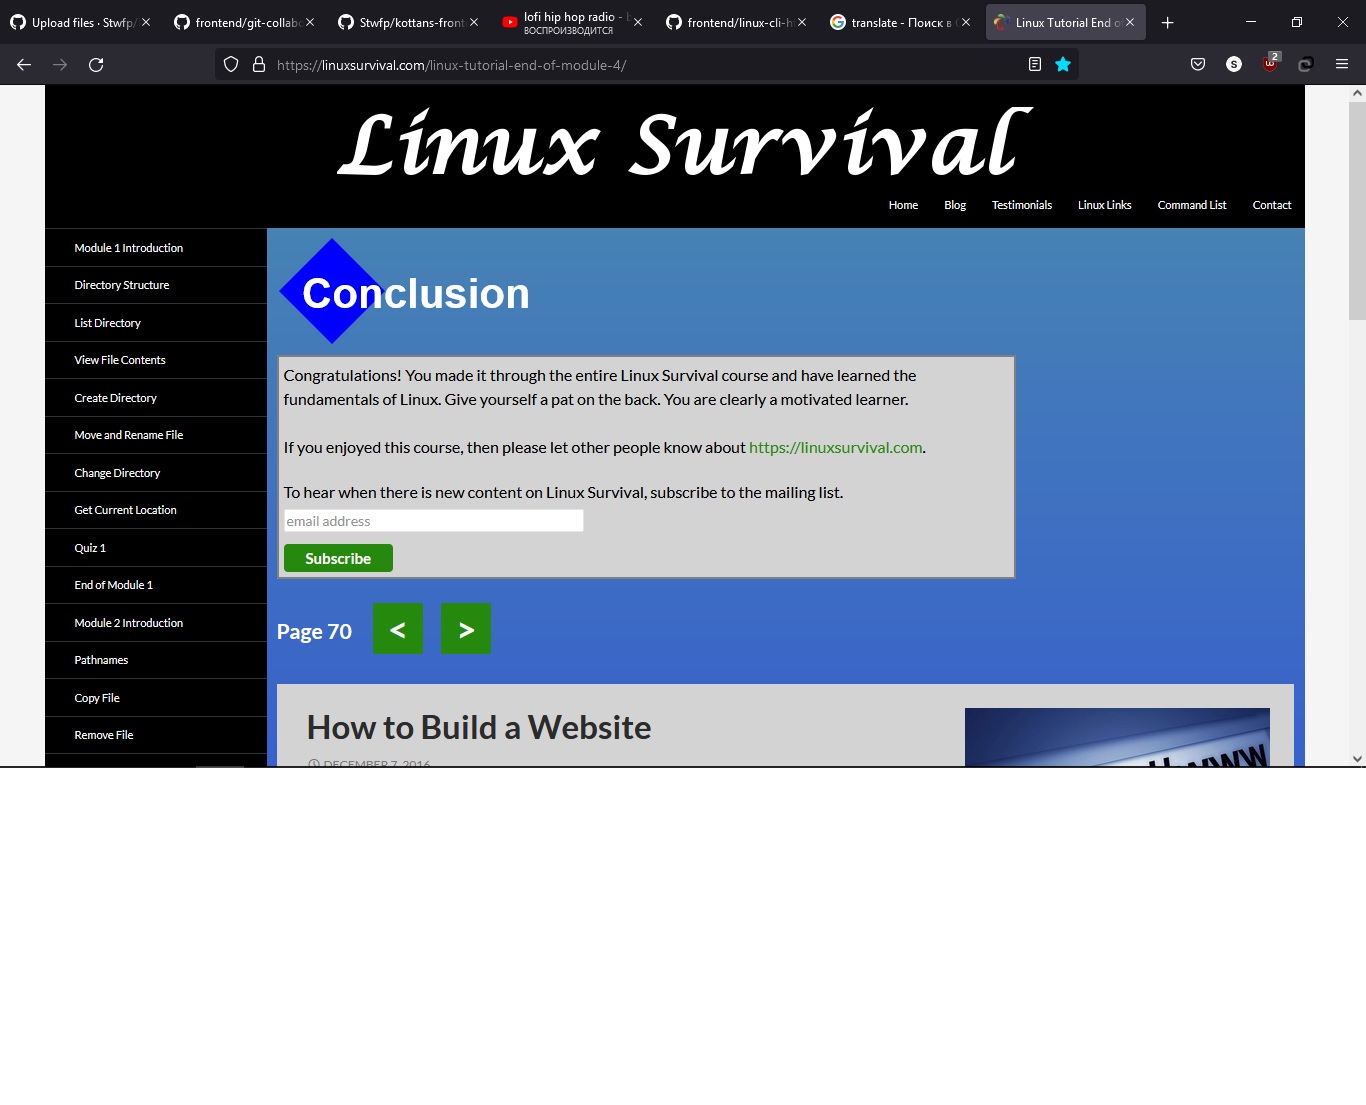 Upload files · Stwfp/
frontend/git-collabo
Stwfp/kottans-front
lofi hip hop radio -
ВОСПРОИЗВОДИТСЯ
frontend/linux-cli-h
translate - Поиск в
Linux Tutorial End o
https://linuxsurvival.com/linux-tutorial-end-of-module-4/
S
2
Linux Survival
Home
Blog
Testimonials
Linux Links
Command List
Contact
Module 1 Introduction
Directory Structure
List Directory
View File Contents
Create Directory
Move and Rename File
Change Directory
Get Current Location
Quiz 1
End of Module 1
Module 2 Introduction
Pathnames
Copy File
Remove File
Conclusion
Congratulations! You made it through the entire Linux Survival course and have learned the
fundamentals of Linux. Give yourself a pat on the back. You are clearly a motivated learner.
If you enjoyed this course, then please let other people know about https://linuxsurvival.com.
To hear when there is new content on Linux Survival, subscribe to the mailing list.
email address
Subscribe
Page 70
<
>
How to Build a Website
DECEMBER 7, 2016
www